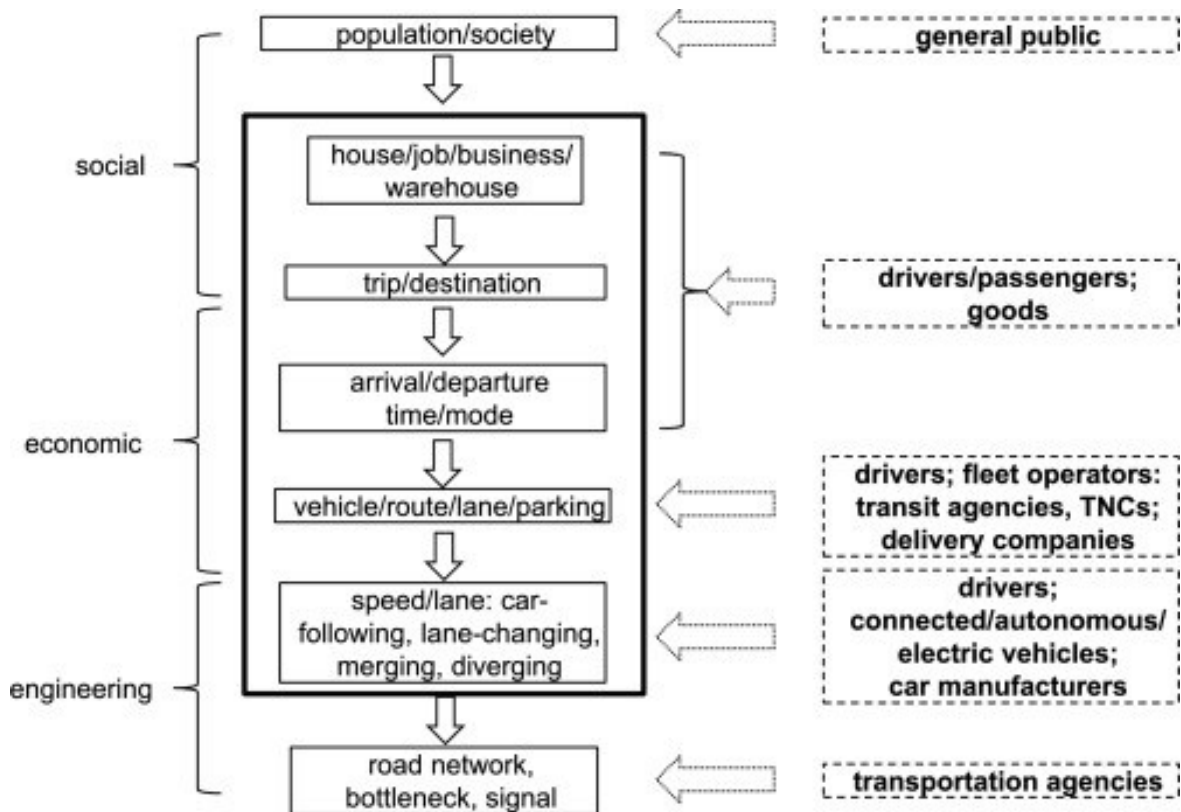 population/society
general public
social
house/job/business/
warehouse
trip/destination
drivers/passengers;
goods
economic
arrival/departure
time/mode
vehicle/route/lane/parking
drivers; fleet operators:
transit agencies, TNCs;
delivery companies
engineering
speed/lane: car-
following, lane-changing,
merging, diverging
drivers;
connected/autonomous/
electric vehicles;
car manufacturers
road network,
bottleneck, signal
transportation agencies